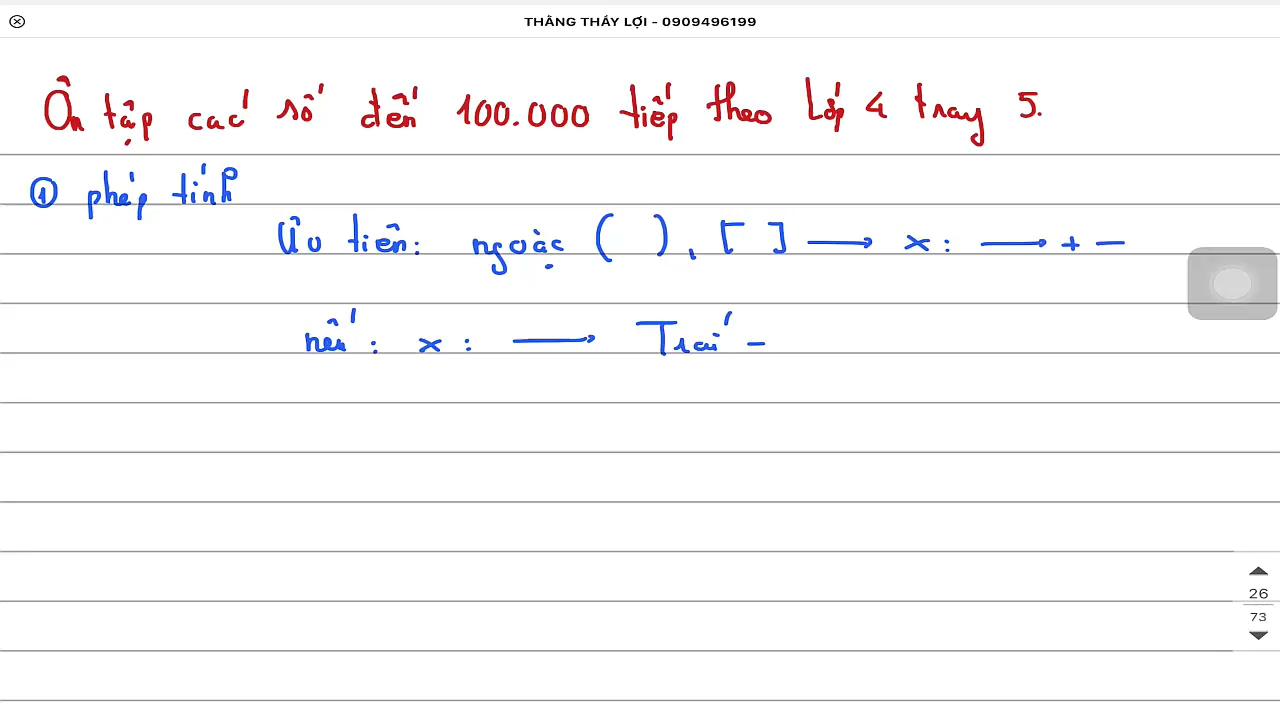 THẦNG THẦY LỢI - 0909496199
Ôn tập các số đến 100.000 tiếp theo Lớp 4 trang 5.
① phép tính
Ưu tiên: ngoặc ( ), [ ] ⟶ x : ⟶ + −
nếu : x : ⟶ Trái −
26
73